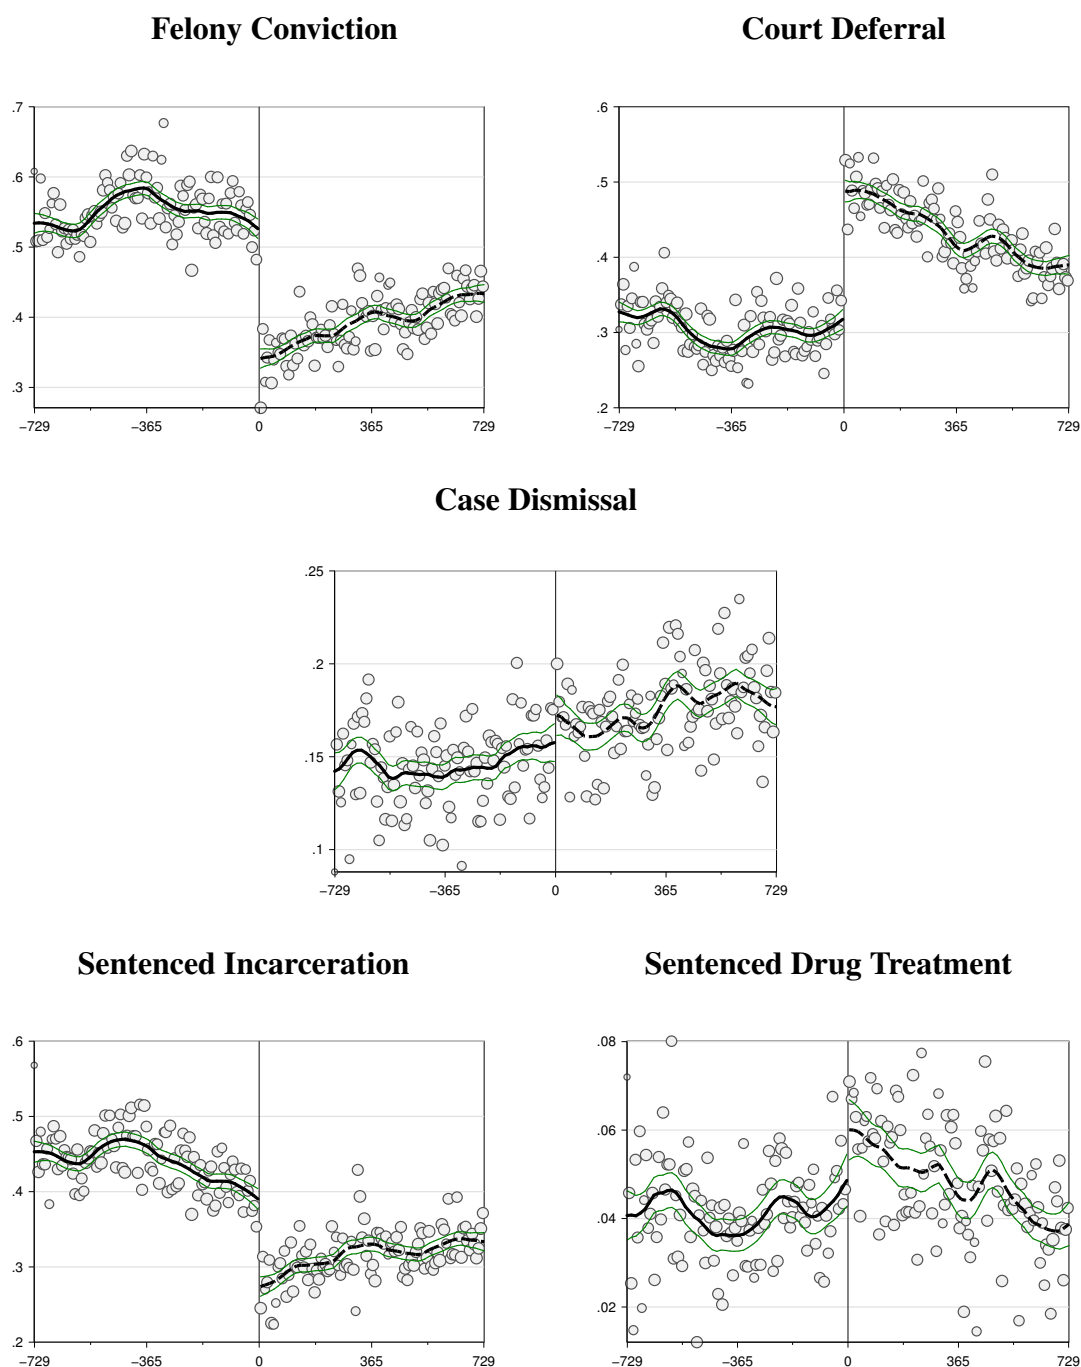 Felony Conviction
Court Deferral
.7
.6
.5
.4
.3
−729 −365 0 365 729
.6
.5
.4
.3
.2
−729 −365 0 365 729
Case Dismissal
.25
.2
.15
.1
−729 −365 0 365 729
Sentenced Incarceration
Sentenced Drug Treatment
.6
.5
.4
.3
.2
−729 −365 0 365 729
.08
.06
.04
.02
−729 −365 0 365 729